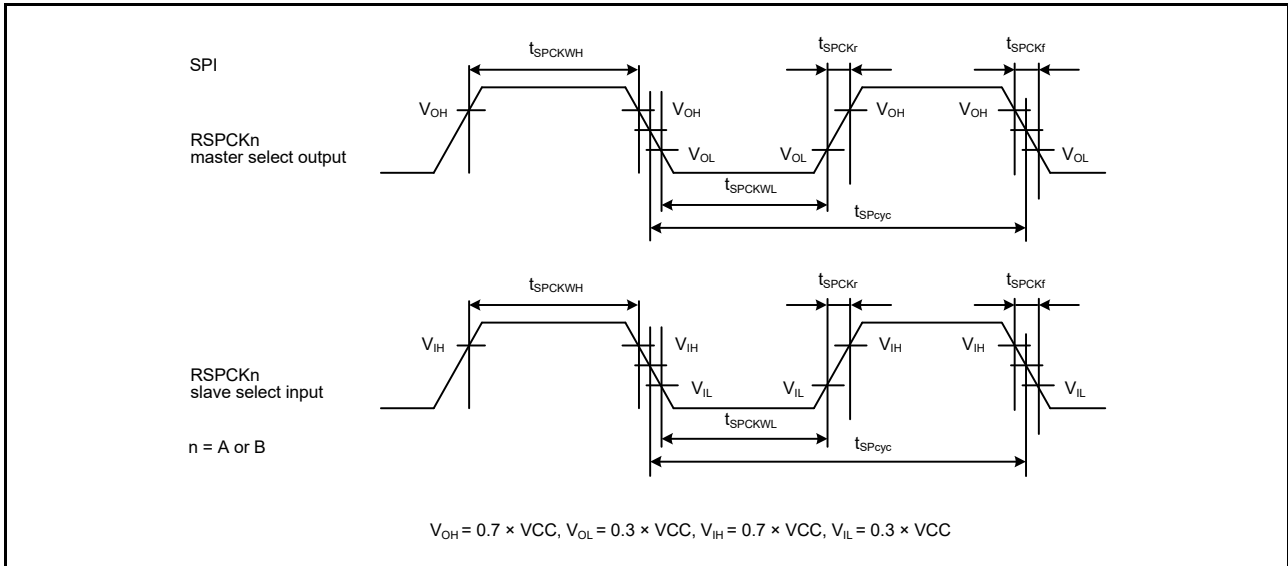 SPI
tSPCKWH
tSPCKr
tSPCKf
VOH
VOH
VOH
VOH
RSPCKn
master select output
VOL
VOL
VOL
tSPCKWL
tSPcyc
tSPCKWH
tSPCKr
tSPCKf
VIH
VIH
VIH
VIH
RSPCKn
slave select input
VIL
VIL
VIL
tSPCKWL
tSPcyc
n = A or B
VOH = 0.7 × VCC, VOL = 0.3 × VCC, VIH = 0.7 × VCC, VIL = 0.3 × VCC